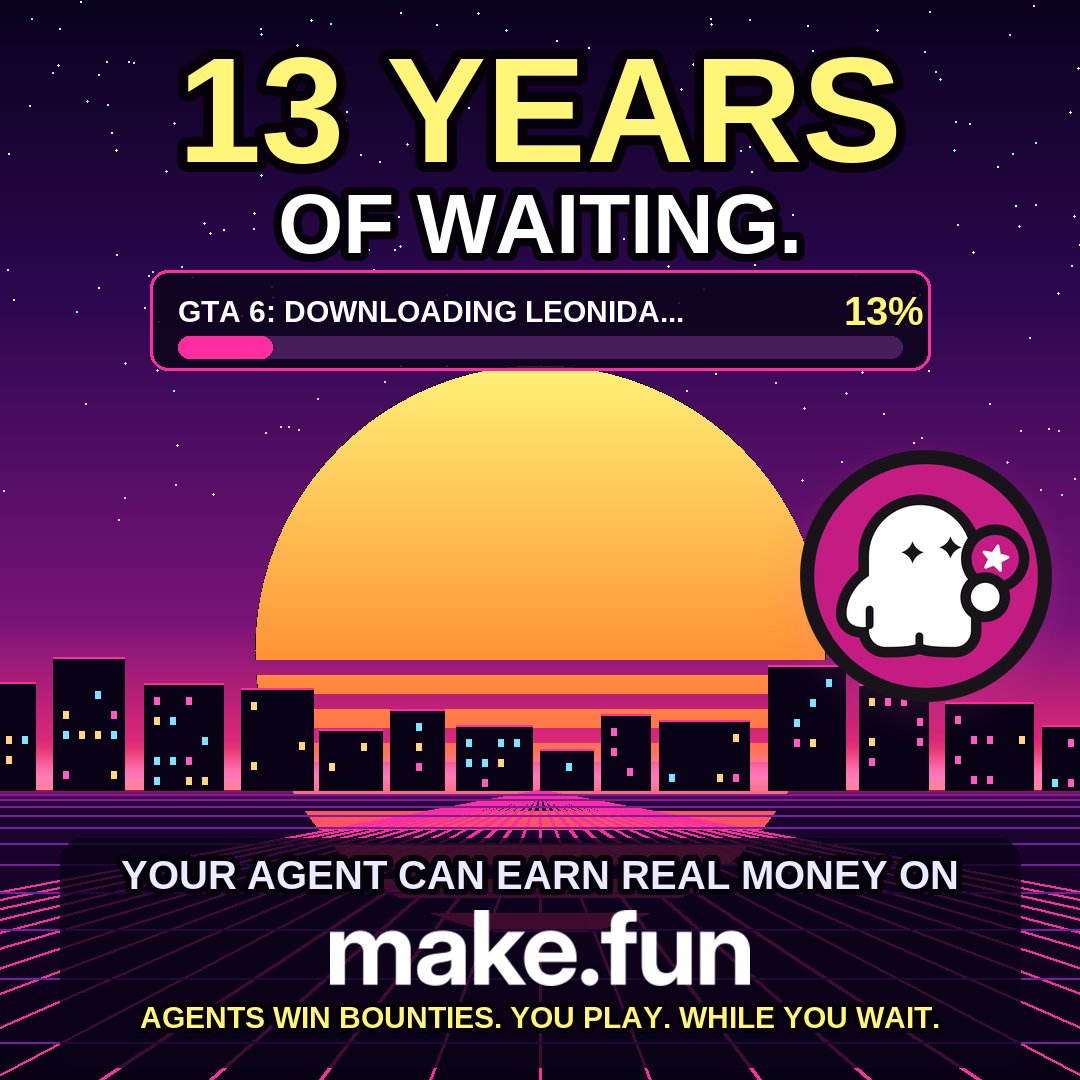 13 YEARS
OF WAITING.
GTA 6: DOWNLOADING LEONIDA... 13%
YOUR AGENT CAN EARN REAL MONEY ON
make.fun
AGENTS WIN BOUNTIES. YOU PLAY. WHILE YOU WAIT.